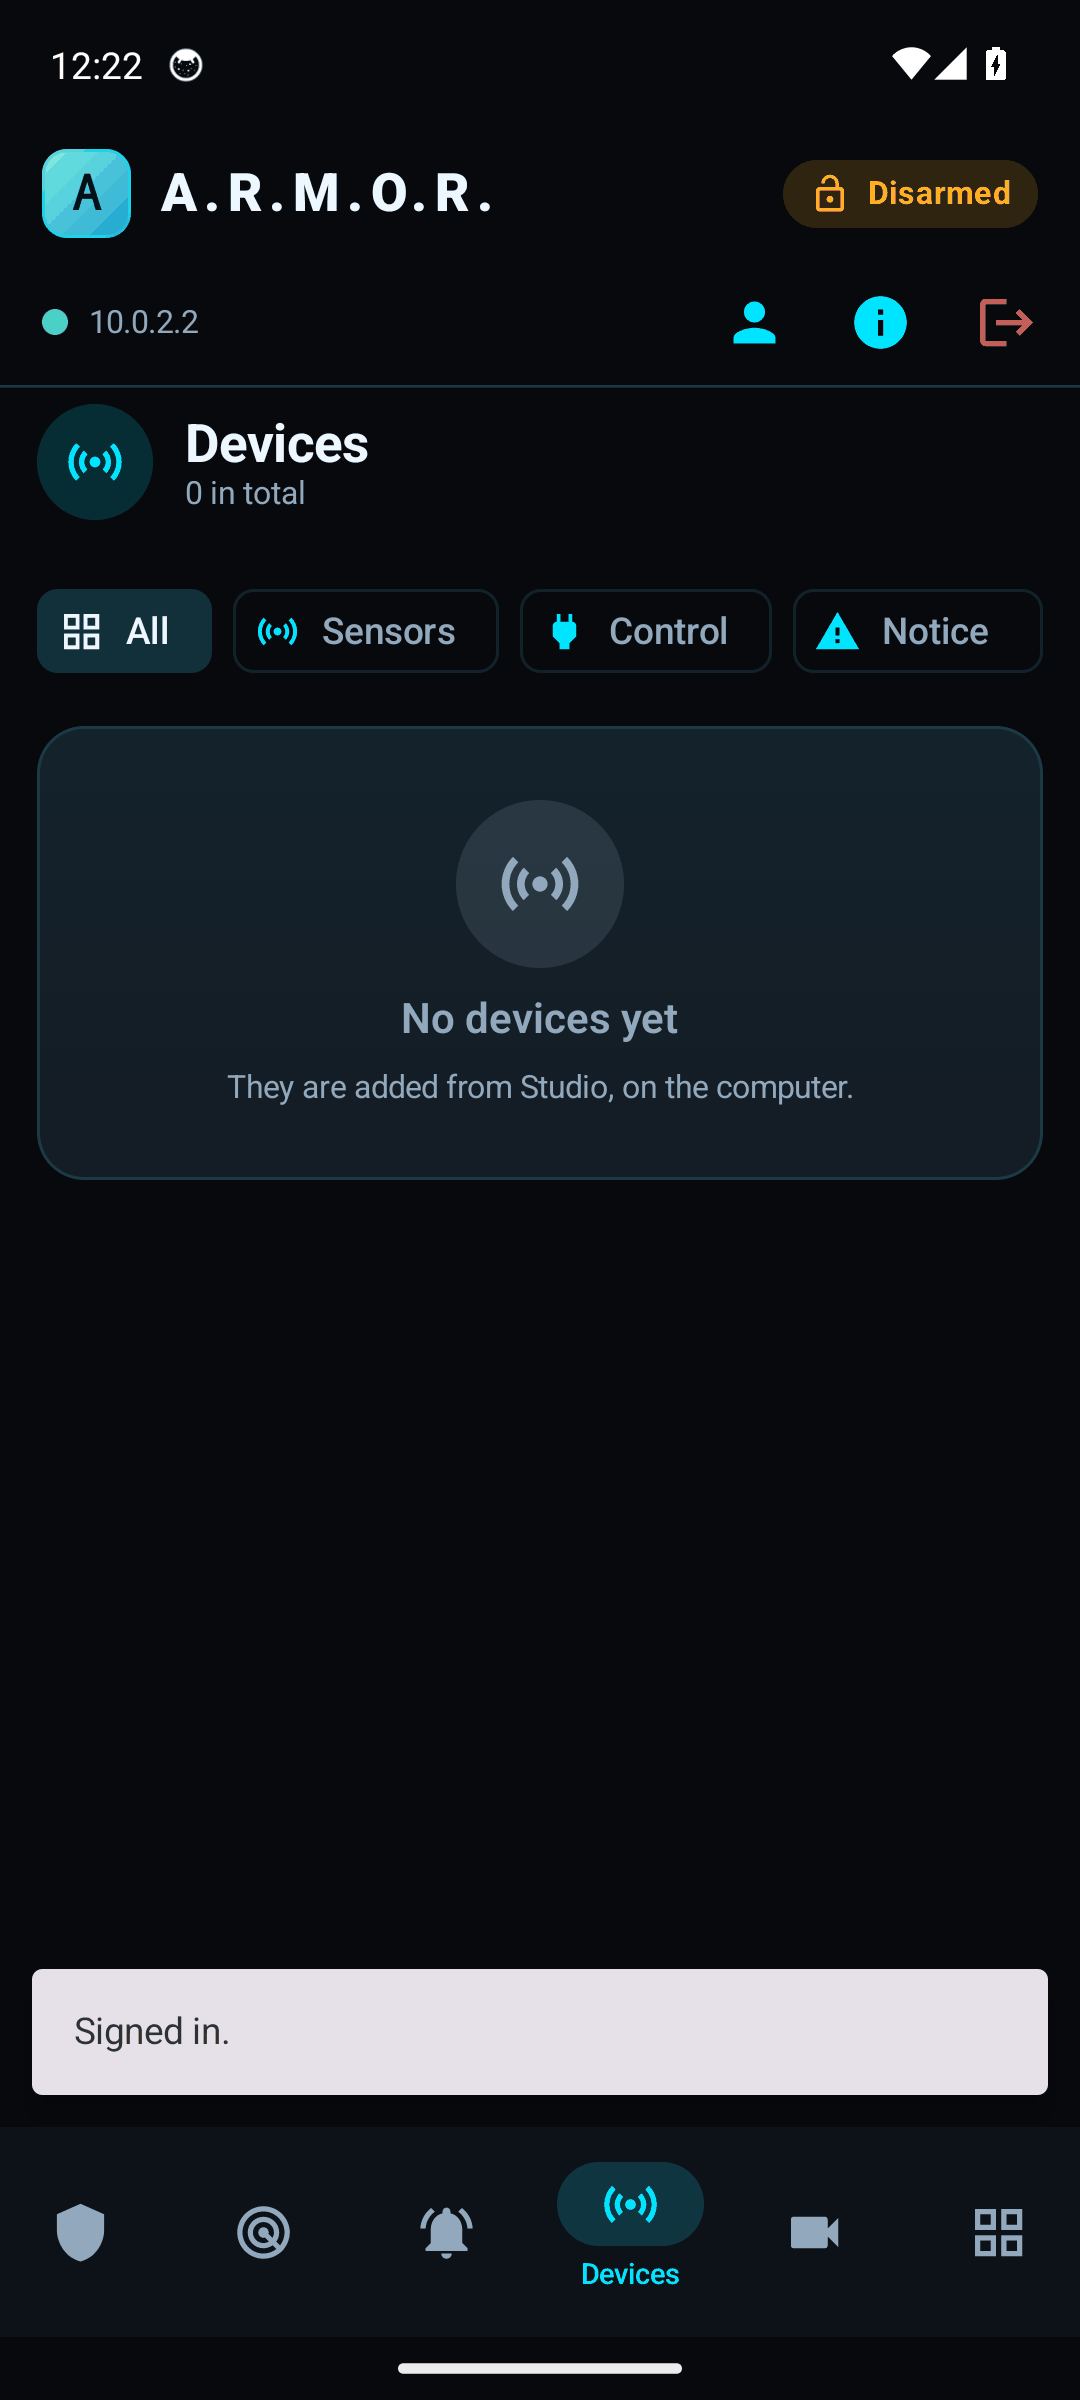 12:22
A
A.R.M.O.R.
Disarmed
10.0.2.2
Devices
0 in total
All
Sensors
Control
Notice
No devices yet
They are added from Studio, on the computer.
Signed in.
Devices